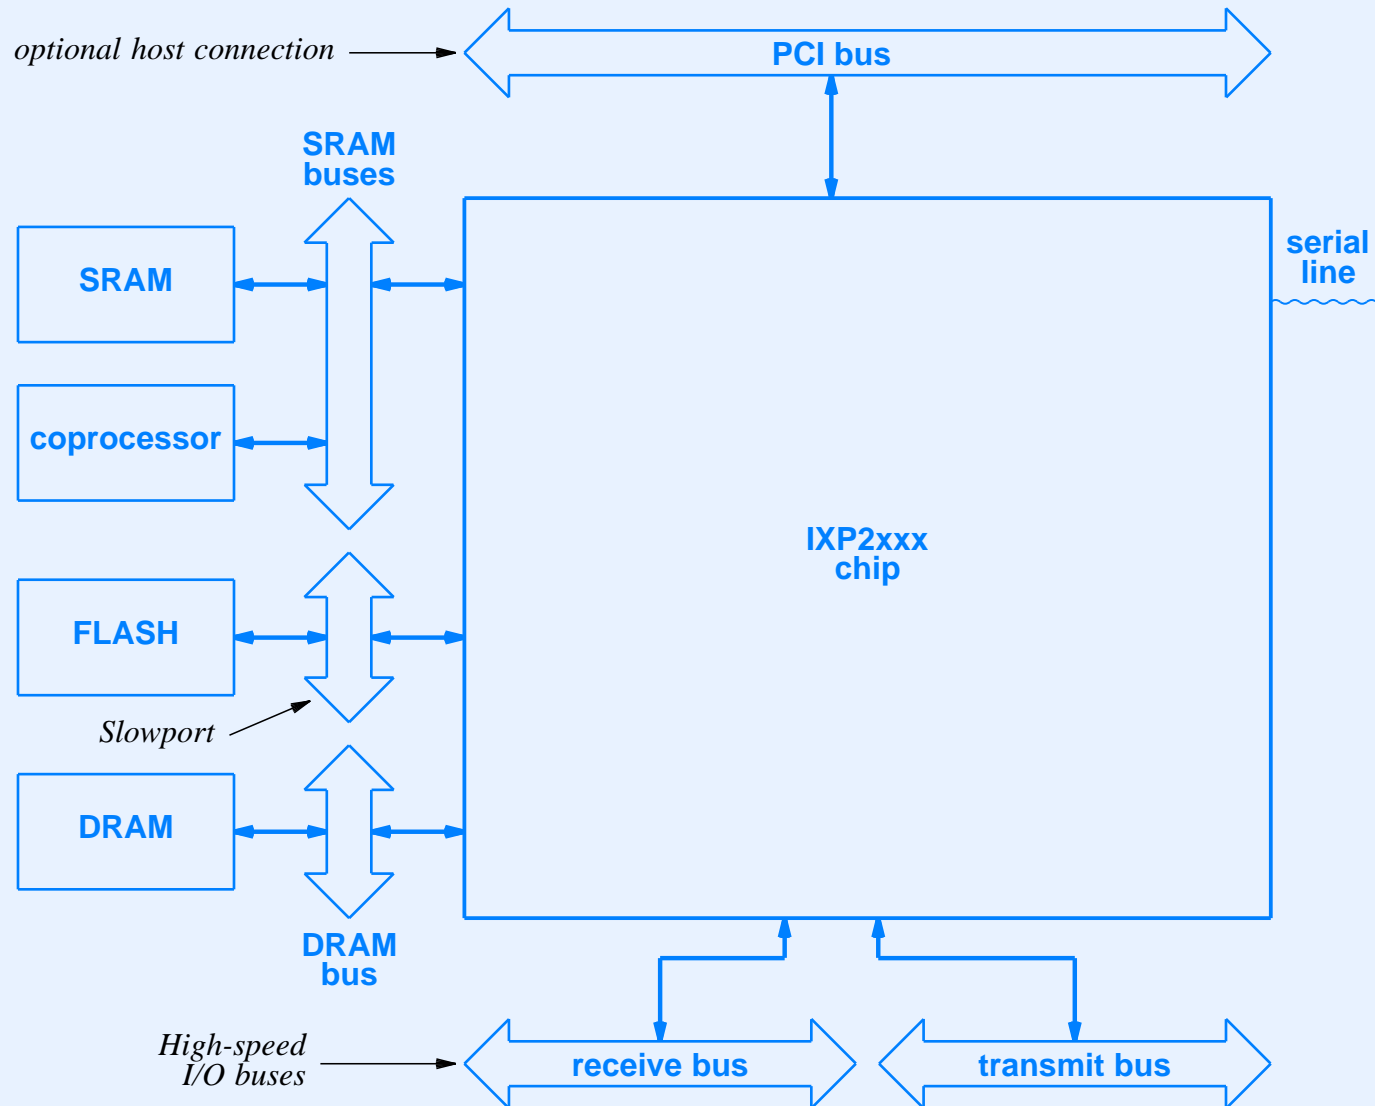 optional host connection
PCI bus
SRAM
buses
serial
line
SRAM
coprocessor
IXP2xxx
chip
FLASH
Slowport
DRAM
DRAM
bus
High-speed
I/O buses
receive bus
transmit bus